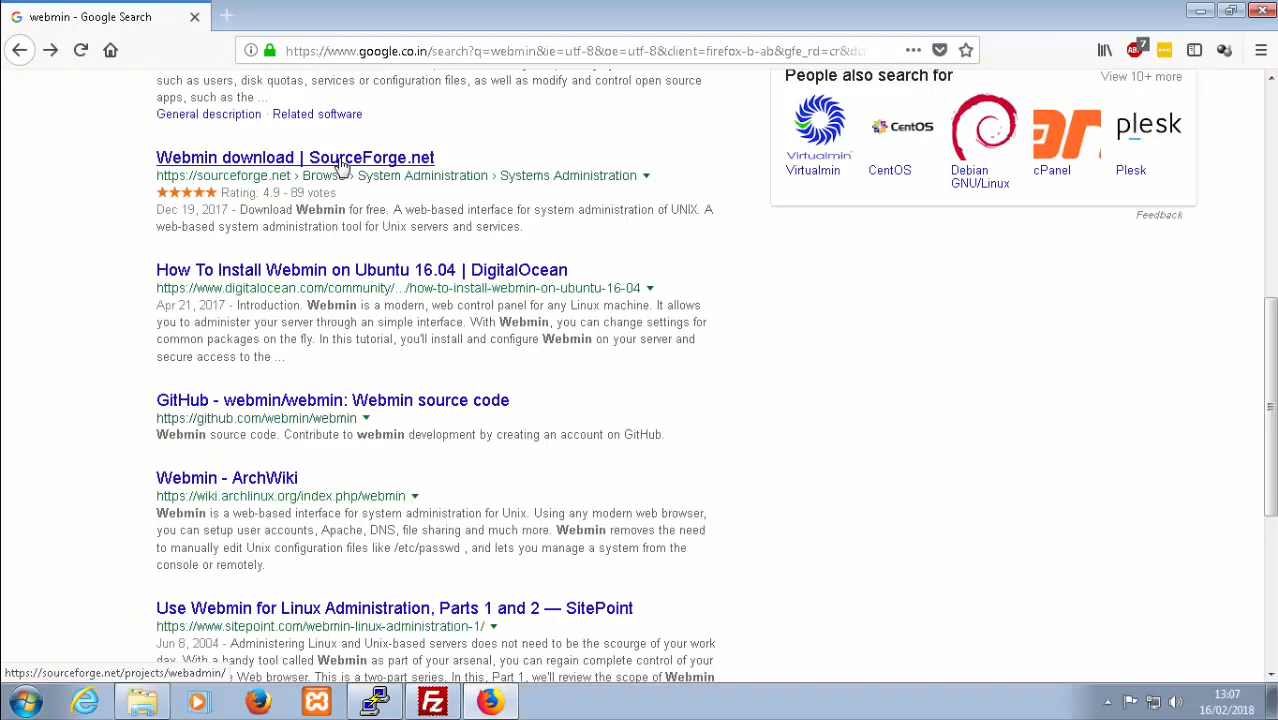 webmin - Google Search
https://www.google.co.in/search?q=webmin&ie=utf-8&oe=utf-8&client=firefox-b-ab&gfe_rd=cr&dc
7
such as users, disk quotas, services or configuration files, as well as modify and control open source
apps, such as the ...
General description · Related software
Webmin download | SourceForge.net
https://sourceforge.net › Browse › System Administration › Systems Administration
Rating: 4.9 - 89 votes
Dec 19, 2017 - Download Webmin for free. A web-based interface for system administration of UNIX. A
web-based system administration tool for Unix servers and services.
How To Install Webmin on Ubuntu 16.04 | DigitalOcean
https://www.digitalocean.com/community/.../how-to-install-webmin-on-ubuntu-16-04
Apr 21, 2017 - Introduction. Webmin is a modern, web control panel for any Linux machine. It allows
you to administer your server through an simple interface. With Webmin, you can change settings for
common packages on the fly. In this tutorial, you'll install and configure Webmin on your server and
secure access to the ...
GitHub - webmin/webmin: Webmin source code
https://github.com/webmin/webmin
Webmin source code. Contribute to webmin development by creating an account on GitHub.
Webmin - ArchWiki
https://wiki.archlinux.org/index.php/webmin
Webmin is a web-based interface for system administration for Unix. Using any modern web browser,
you can setup user accounts, Apache, DNS, file sharing and much more. Webmin removes the need
to manually edit Unix configuration files like /etc/passwd , and lets you manage a system from the
console or remotely.
Use Webmin for Linux Administration, Parts 1 and 2 — SitePoint
https://www.sitepoint.com/webmin-linux-administration-1/
Jun 8, 2004 - Administering Linux and Unix-based servers does not need to be the scourge of your work
day. With a handy tool called Webmin as part of your arsenal, you can regain complete control of your
Web browser. This is a two-part series. In this, Part 1, we'll review the scope of Webmin
https://sourceforge.net/projects/webadmin/
People also search for
View 10+ more
VIRTUALMIN
CentOS
plesk
Virtualmin
CentOS
Debian
GNU/Linux
cPanel
Plesk
Feedback
13:07
16/02/2018